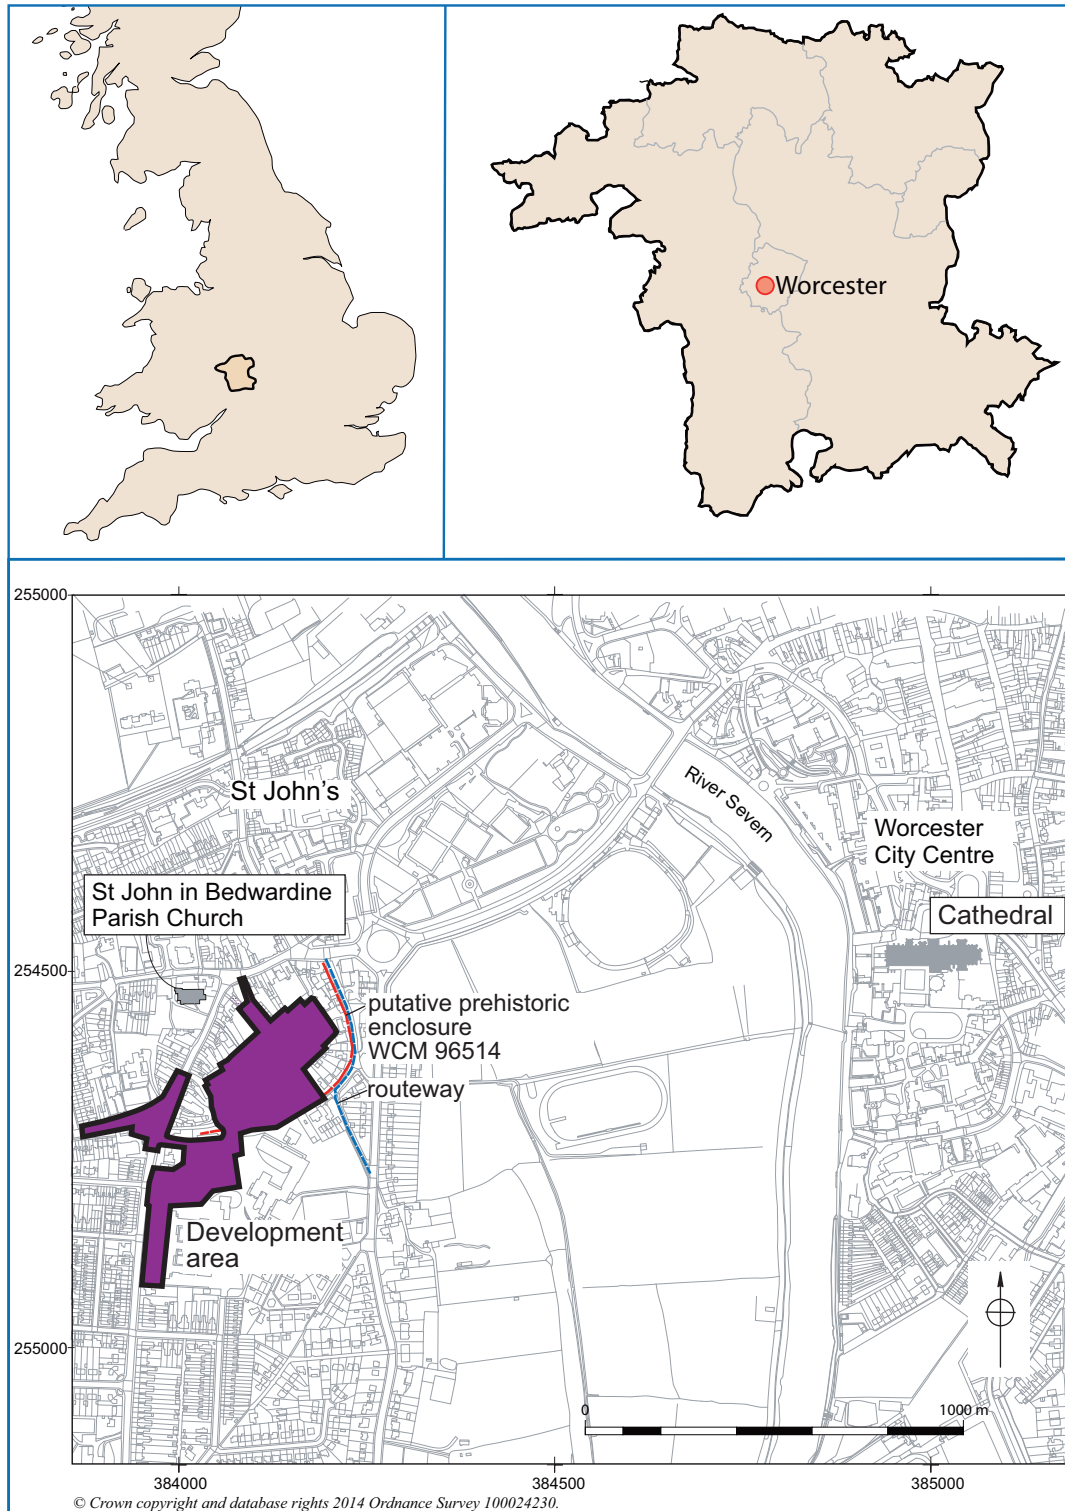 Worcester
255000
St John's
River Severn
Worcester
City Centre
St John in Bedwardine
Parish Church
Cathedral
254500
putative prehistoric
enclosure
WCM 96514
routeway
Development
area
255000
0
1000 m
384000
384500
385000
© Crown copyright and database rights 2014 Ordnance Survey 100024230.